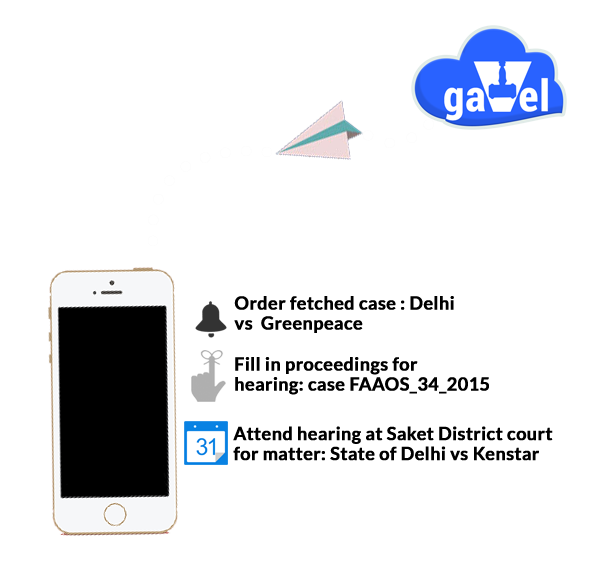 gavel
Order fetched case : Delhi
vs Greenpeace
Fill in proceedings for
hearing: case FAAOS_34_2015
31
Attend hearing at Saket District court
for matter: State of Delhi vs Kenstar